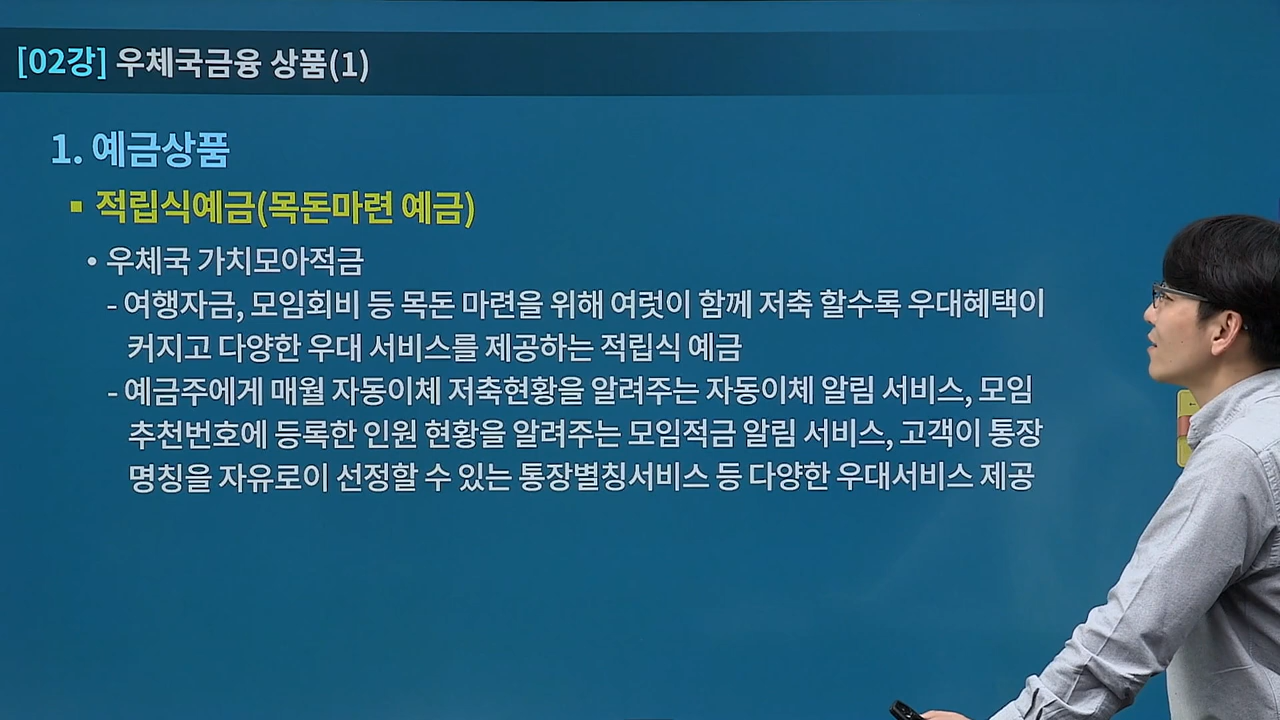 [02강] 우체국금융 상품(1)
1. 예금상품
▪ 적립식예금(목돈마련 예금)
• 우체국 가치모아적금
- 여행자금, 모임회비 등 목돈 마련을 위해 여럿이 함께 저축 할수록 우대혜택이
커지고 다양한 우대 서비스를 제공하는 적립식 예금
- 예금주에게 매월 자동이체 저축현황을 알려주는 자동이체 알림 서비스, 모임
추천번호에 등록한 인원 현황을 알려주는 모임적금 알림 서비스, 고객이 통장
명칭을 자유로이 선정할 수 있는 통장별칭서비스 등 다양한 우대서비스 제공